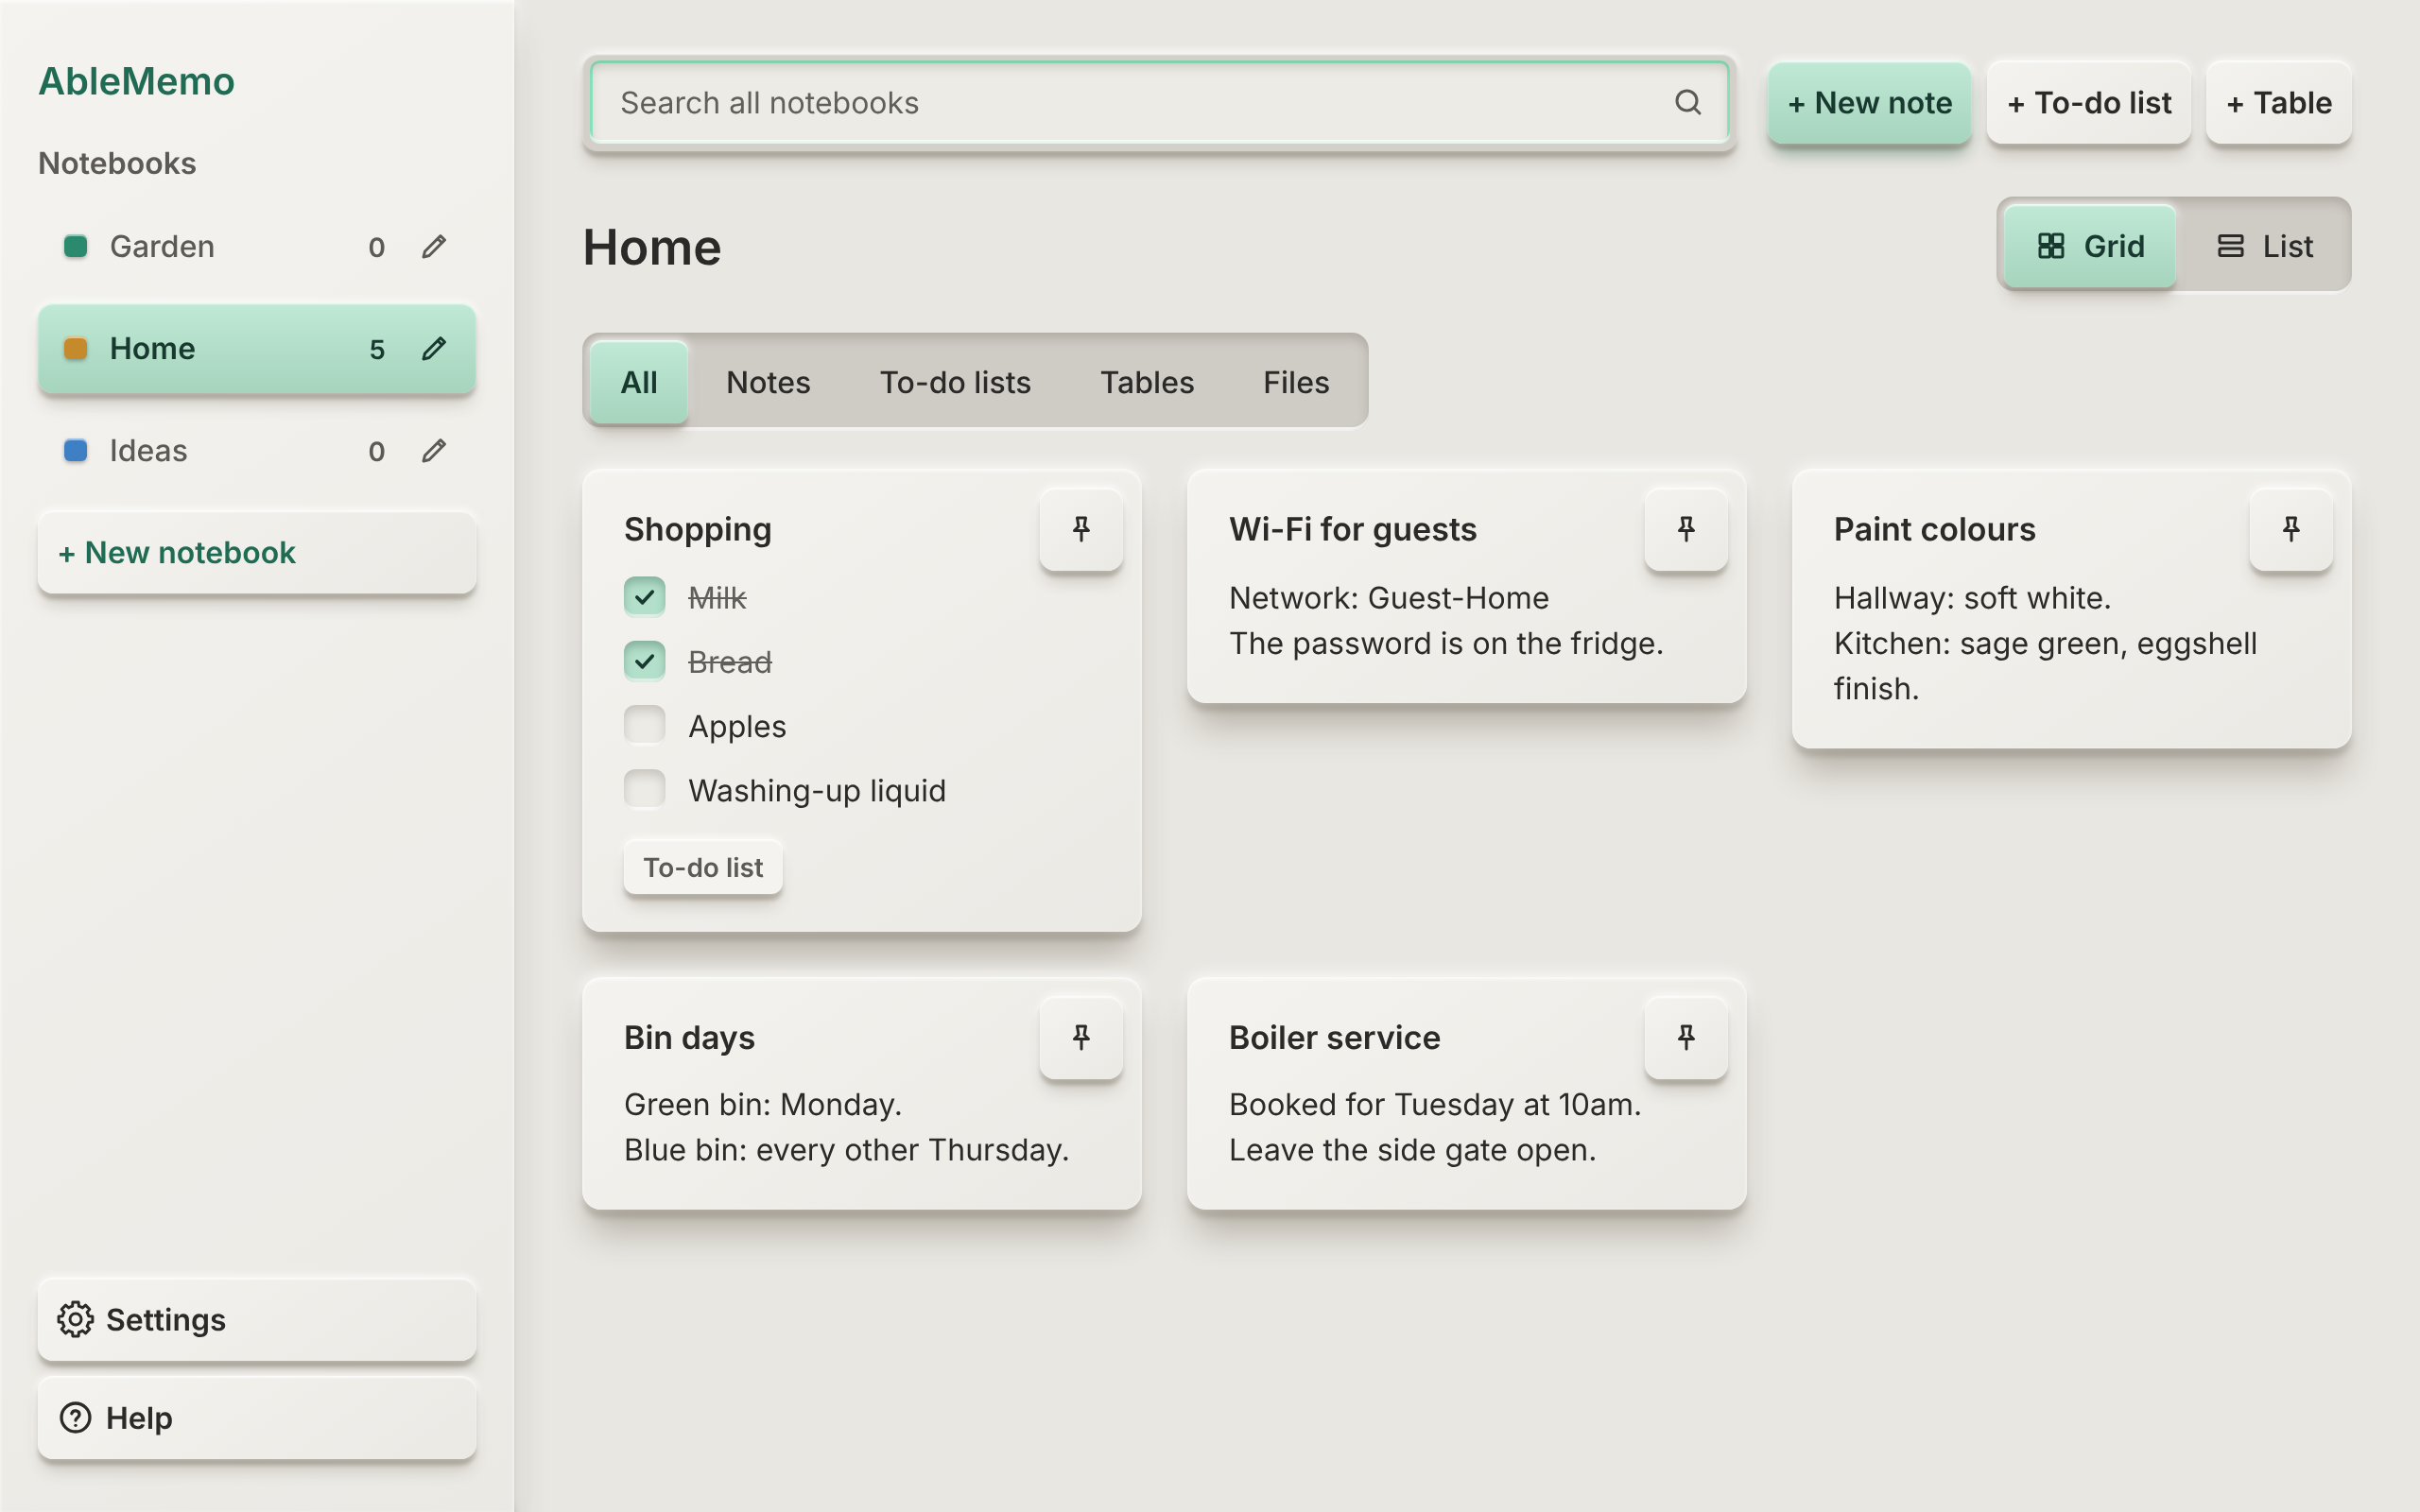 AbleMemo
Notebooks
Garden 0
Home 5
Ideas 0
+ New notebook
Settings
Help
Search all notebooks
+ New note
+ To-do list
+ Table
Home
Grid
List
All
Notes
To-do lists
Tables
Files
Shopping
Milk
Bread
Apples
Washing-up liquid
To-do list
Wi-Fi for guests
Network: Guest-Home
The password is on the fridge.
Paint colours
Hallway: soft white.
Kitchen: sage green, eggshell
finish.
Bin days
Green bin: Monday.
Blue bin: every other Thursday.
Boiler service
Booked for Tuesday at 10am.
Leave the side gate open.